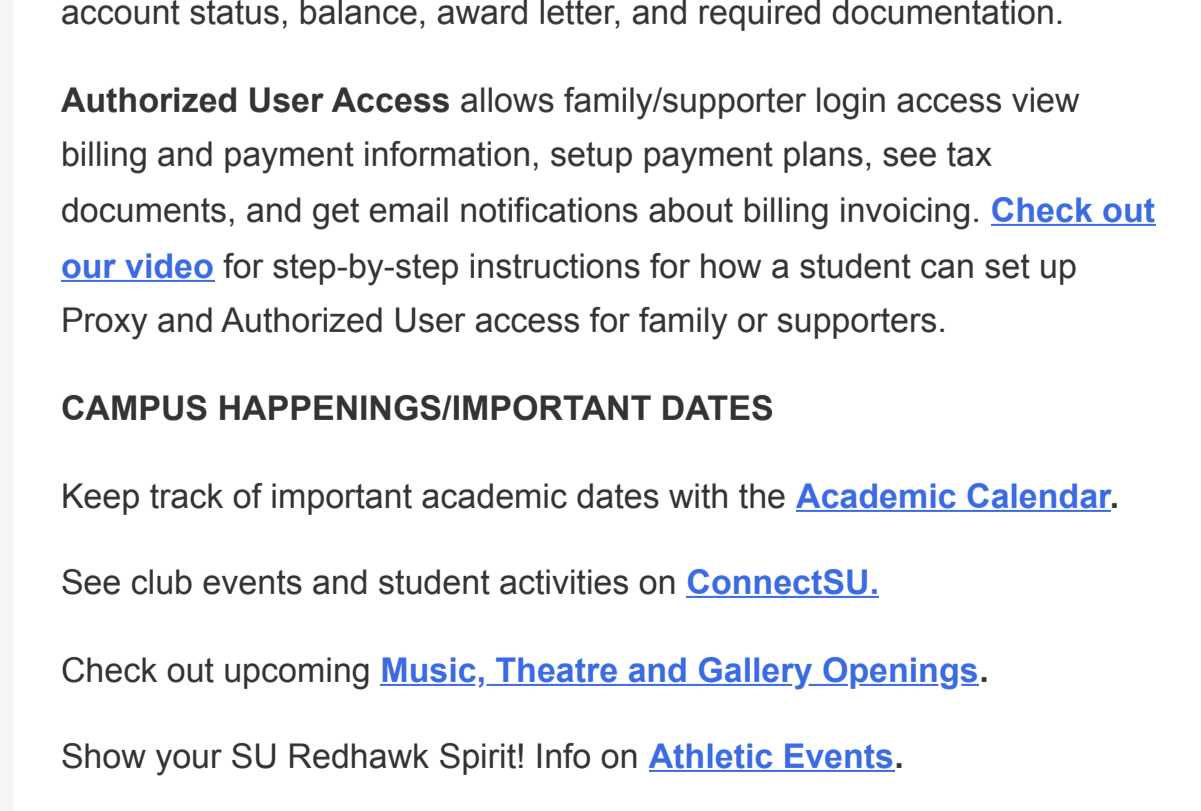 account status, balance, award letter, and required documentation.
Authorized User Access allows family/supporter login access view
billing and payment information, setup payment plans, see tax
documents, and get email notifications about billing invoicing. Check out
our video for step-by-step instructions for how a student can set up
Proxy and Authorized User access for family or supporters.
CAMPUS HAPPENINGS/IMPORTANT DATES
Keep track of important academic dates with the Academic Calendar.
See club events and student activities on ConnectSU.
Check out upcoming Music, Theatre and Gallery Openings.
Show your SU Redhawk Spirit! Info on Athletic Events.